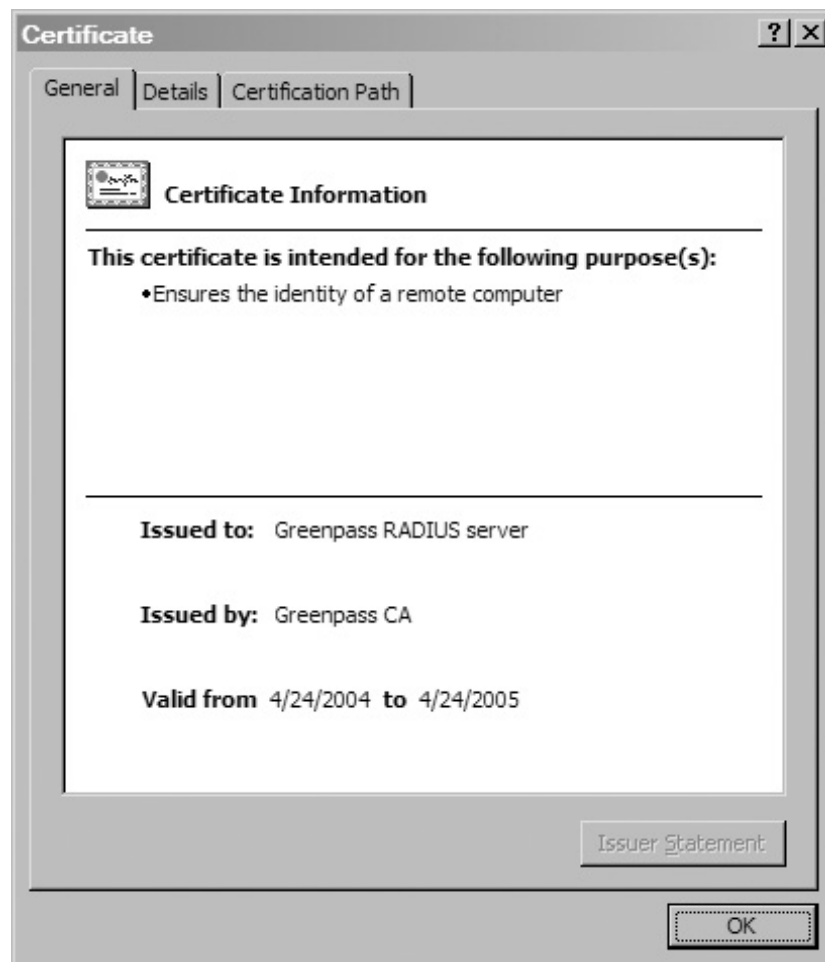 Certificate
General Details Certification Path
Certificate Information
This certificate is intended for the following purpose(s):
•Ensures the identity of a remote computer
Issued to: Greenpass RADIUS server
Issued by: Greenpass CA
Valid from 4/24/2004 to 4/24/2005
Issuer Statement
OK